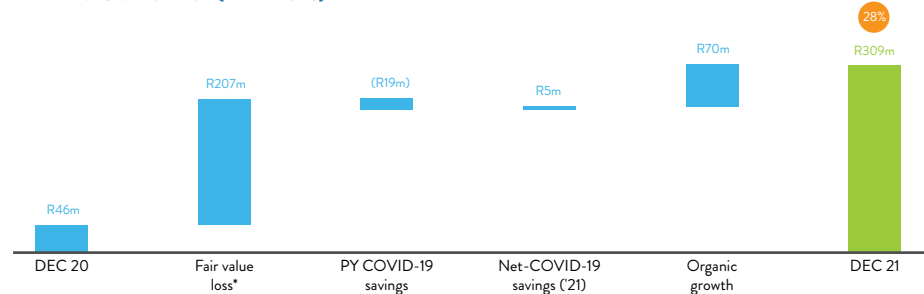 28%
R309m
R70m
R207m
(R19m)
R5m
R46m
DEC 20
Fair value
loss*
PY COVID-19
savings
Net-COVID-19
savings ('21)
Organic
growth
DEC 21